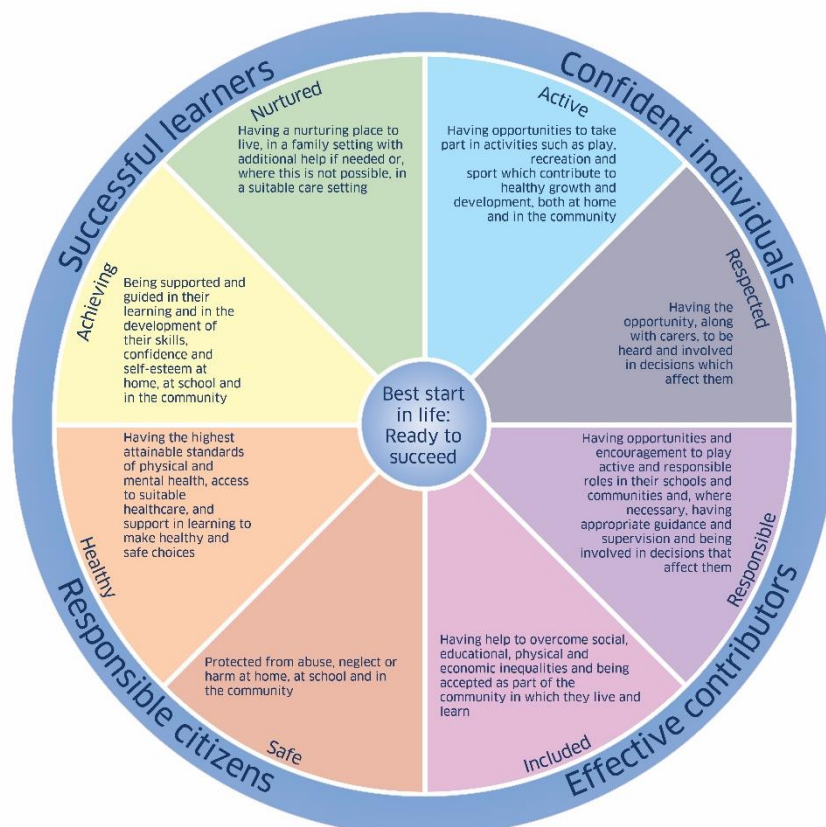 Successful learners
Confident individuals
Nurtured
Having a nurturing place to
live, in a family setting with
additional help if needed or,
where this is not possible, in
a suitable care setting
Active
Having opportunities to take
part in activities such as play,
recreation and
sport which contribute to
healthy growth and
development, both at home
and in the community
Achieving
Being supported and
guided in their
learning and in the
development of
their skills,
confidence and
self-esteem at
home, at school and
in the community
Respected
Having the
opportunity, along
with carers, to be
heard and involved
in decisions which
affect them
Best start
in life:
Ready to
succeed
Healthy
Having the highest
attainable standards
of physical and
mental health, access
to suitable
healthcare, and
support in learning to
make healthy and
safe choices
Responsible
Having opportunities and
encouragement to play
active and responsible
roles in their schools and
communities and, where
necessary, having
appropriate guidance and
supervision and being
involved in decisions that
affect them
Safe
Protected from abuse, neglect or
harm at home, at school and in
the community
Included
Having help to overcome social,
educational, physical and
economic inequalities and being
accepted as part of the
community in which they live and
learn
Responsible citizens
Effective contributors